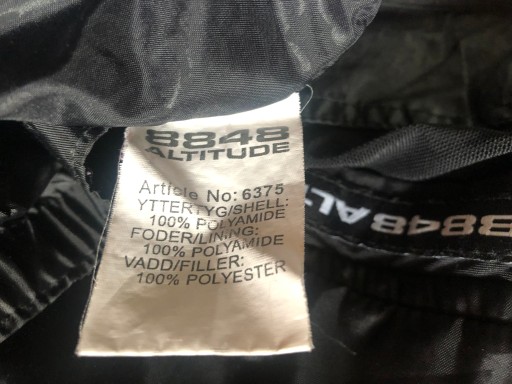 8848
ALTITUDE
Article No: 6375
YTTERTYG/SHELL:
100% POLYAMIDE
FODER/LINING:
100% POLYAMIDE
VADD/FILLER:
100% POLYESTER
8848 AL